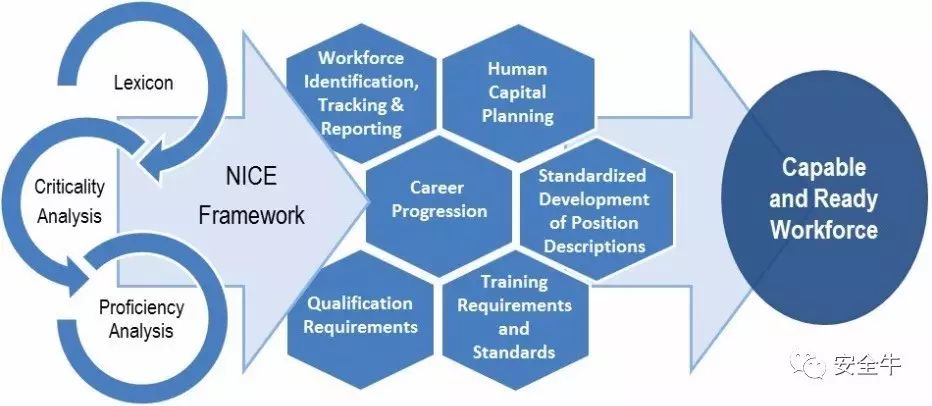 Lexicon
Criticality
Analysis
Proficiency
Analysis
NICE
Framework
Workforce
Identification,
Tracking &
Reporting
Human
Capital
Planning
Career
Progression
Standardized
Development
of Position
Descriptions
Qualification
Requirements
Training
Requirements
and
Standards
Capable
and Ready
Workforce
安全牛